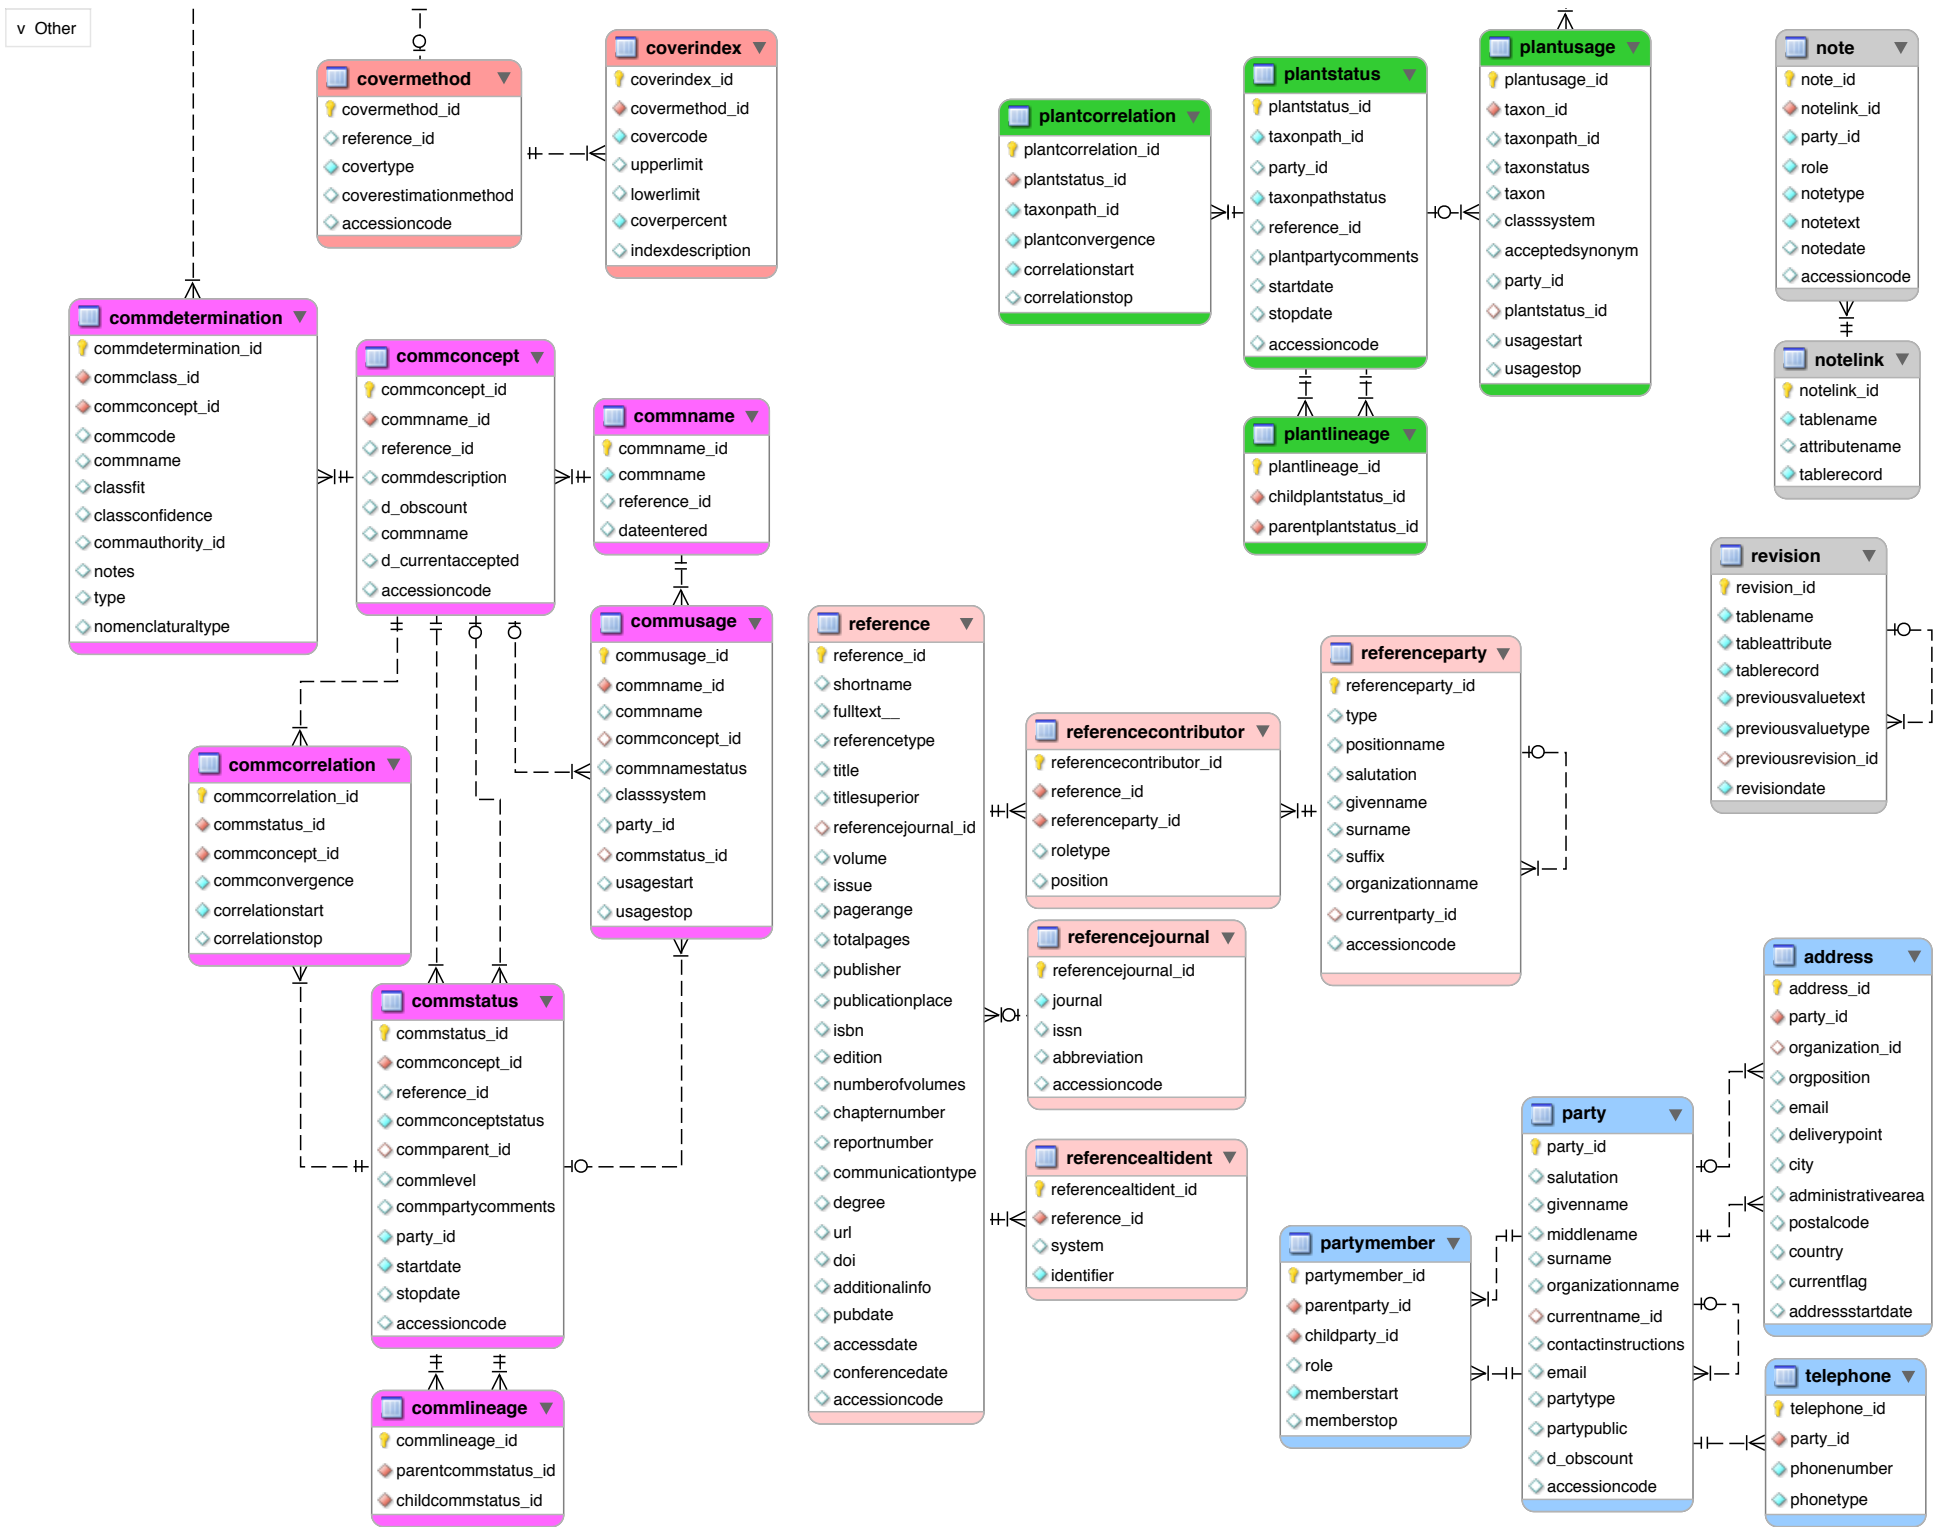 v Other
covermethod
covermethod_id
reference_id
covertype
coverestimationmethod
accessioncode
coverindex
coverindex_id
covermethod_id
covercode
upperlimit
lowerlimit
coverpercent
indexdescription
plantcorrelation
plantcorrelation_id
plantstatus_id
taxonpath_id
plantconvergence
correlationstart
correlationstop
plantstatus
plantstatus_id
taxonpath_id
party_id
taxonpathstatus
reference_id
plantpartycomments
startdate
stopdate
accessioncode
plantusage
plantusage_id
taxon_id
taxonpath_id
taxonstatus
taxon
classsystem
acceptedsynonym
party_id
plantstatus_id
usagestart
usagestop
note
note_id
notelink_id
party_id
role
notetype
notetext
notedate
accessioncode
notelink
notelink_id
tablename
attributename
tablerecord
plantlineage
plantlineage_id
childplantstatus_id
parentplantstatus_id
commdetermination
commdetermination_id
commclass_id
commconcept_id
commcode
commname
classfit
classconfidence
commauthority_id
notes
type
nomenclaturaltype
commconcept
commconcept_id
commname_id
reference_id
commdescription
d_obscount
commname
d_currentaccepted
accessioncode
commname
commname_id
commname
reference_id
dateentered
commusage
commusage_id
commname_id
commname
commconcept_id
commnamestatus
classsystem
party_id
commstatus_id
usagestart
usagestop
commcorrelation
commcorrelation_id
commstatus_id
commconcept_id
commconvergence
correlationstart
correlationstop
commstatus
commstatus_id
commconcept_id
reference_id
commconceptstatus
commparent_id
commlevel
commpartycomments
party_id
startdate
stopdate
accessioncode
commlineage
commlineage_id
parentcommstatus_id
childcommstatus_id
reference
reference_id
shortname
fulltext__
referencetype
title
titlesuperior
referencejournal_id
volume
issue
pagerange
totalpages
publisher
publicationplace
isbn
edition
numberofvolumes
chapternumber
reportnumber
communicationtype
degree
url
doi
additionalinfo
pubdate
accessdate
conferencedate
accessioncode
referencecontributor
referencecontributor_id
reference_id
referenceparty_id
roletype
position
referencejournal
referencejournal_id
journal
issn
abbreviation
accessioncode
referencealtident
referencealtident_id
reference_id
system
identifier
referenceparty
referenceparty_id
type
positionname
salutation
givenname
surname
suffix
organizationname
currentparty_id
accessioncode
revision
revision_id
tablename
tableattribute
tablerecord
previousvaluetext
previousvaluetype
previousrevision_id
revisiondate
partymember
partymember_id
parentparty_id
childparty_id
role
memberstart
memberstop
party
party_id
salutation
givenname
middlename
surname
organizationname
currentname_id
contactinstructions
email
partytype
partypublic
d_obscount
accessioncode
address
address_id
party_id
organization_id
orgposition
email
deliverypoint
city
administrativearea
postalcode
country
currentflag
addressstartdate
telephone
telephone_id
party_id
phonenumber
phonetype